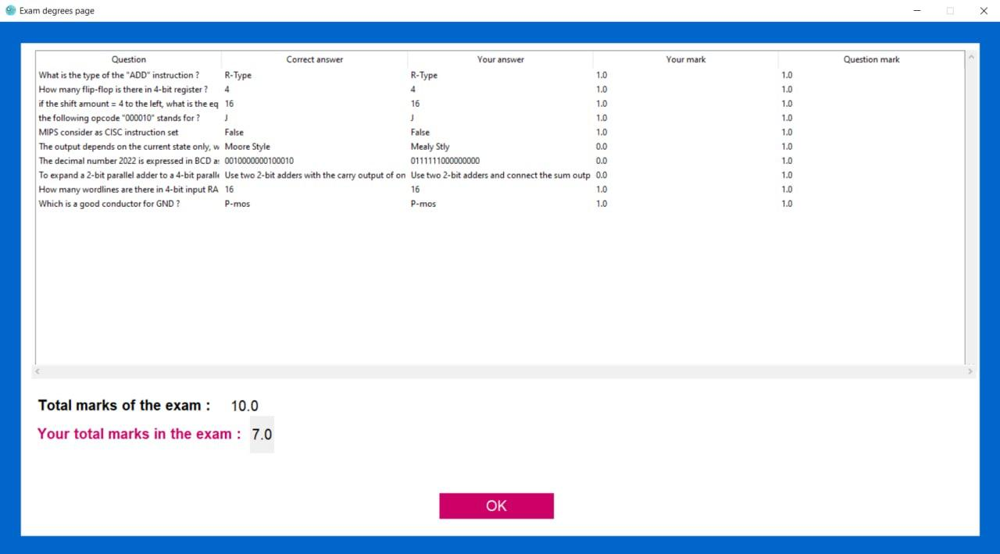 Exam degrees page
Question Correct answer Your answer Your mark Question mark
What is the type of the "ADD" instruction ? R-Type R-Type 1.0 1.0
How many flip-flop is there in 4-bit register ? 4 4 1.0 1.0
if the shift amount = 4 to the left, what is the eq 16 16 1.0 1.0
the following opcode "000010" stands for ? J J 1.0 1.0
MIPS consider as CISC instruction set False False 1.0 1.0
The output depends on the current state only, w Moore Style Mealy Stly 0.0 1.0
The decimal number 2022 is expressed in BCD as 0010000000100010 0111111000000000 0.0 1.0
To expand a 2-bit parallel adder to a 4-bit paralle Use two 2-bit adders with the carry output of on Use two 2-bit adders and connect the sum outp 0.0 1.0
How many wordlines are there in 4-bit input RA 16 16 1.0 1.0
Which is a good conductor for GND ? P-mos P-mos 1.0 1.0
Total marks of the exam : 10.0
Your total marks in the exam : 7.0
OK